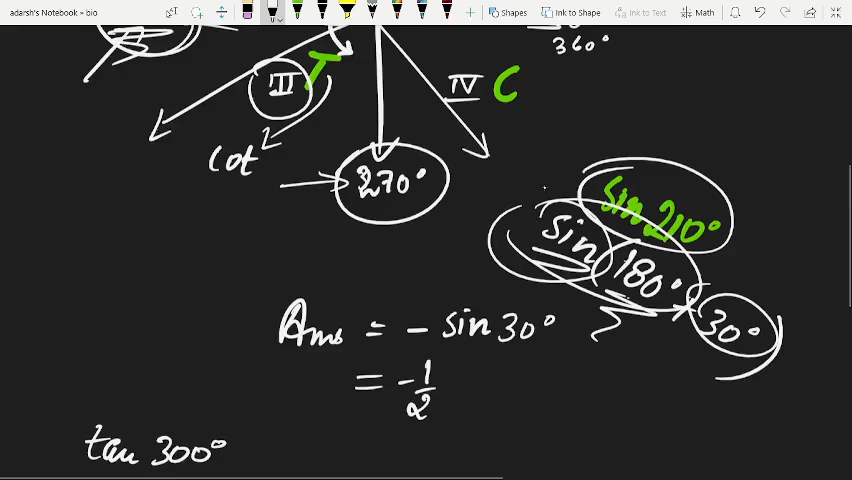 adarsh's Notebook » bio
Shapes
Ink to Shape
Ink to Text
Math
360°
III T
IV C
Cot
270°
sin 210°
sin 180° + 30°
Ans = - sin 30°
= -1/2
tan 300°